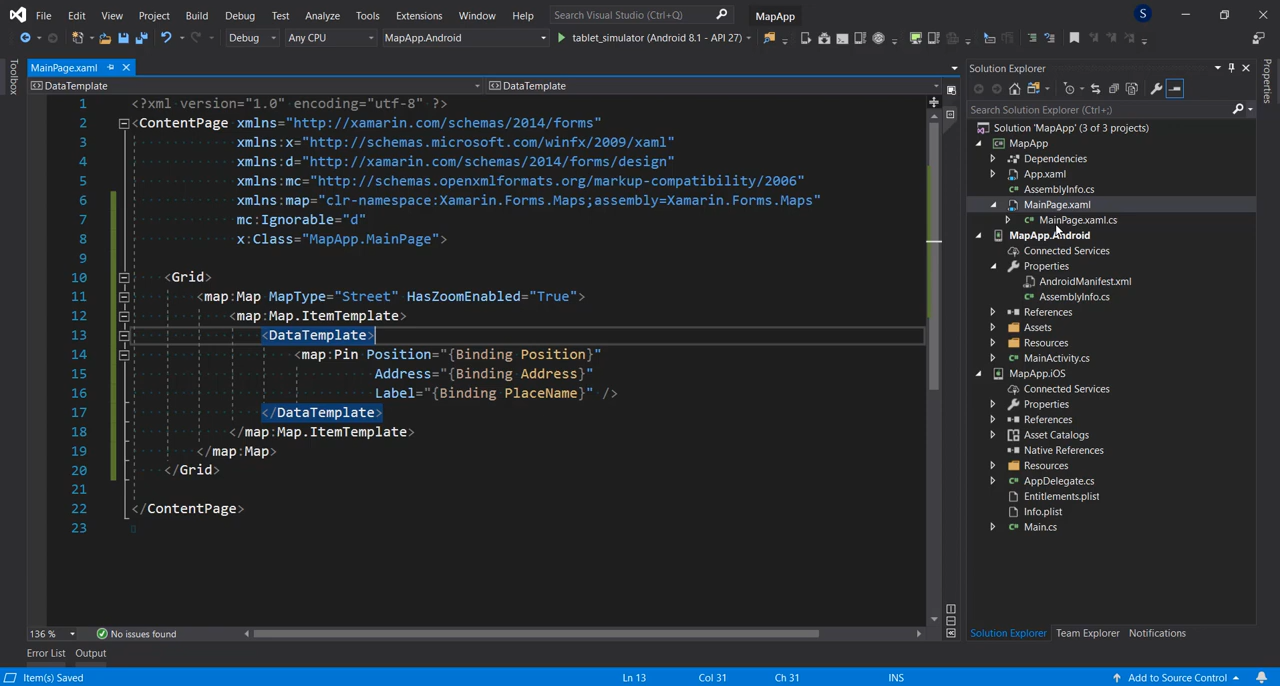 File Edit View Project Build Debug Test Analyze Tools Extensions Window Help Search Visual Studio (Ctrl+Q) MapApp S
Debug Any CPU MapApp.Android tablet_simulator (Android 8.1 - API 27)
Toolbox
MainPage.xaml
DataTemplate DataTemplate
1 <?xml version="1.0" encoding="utf-8" ?>
2 <ContentPage xmlns="http://xamarin.com/schemas/2014/forms"
3 xmlns:x="http://schemas.microsoft.com/winfx/2009/xaml"
4 xmlns:d="http://xamarin.com/schemas/2014/forms/design"
5 xmlns:mc="http://schemas.openxmlformats.org/markup-compatibility/2006"
6 xmlns:map="clr-namespace:Xamarin.Forms.Maps;assembly=Xamarin.Forms.Maps"
7 mc:Ignorable="d"
8 x:Class="MapApp.MainPage">
9
10 <Grid>
11 <map:Map MapType="Street" HasZoomEnabled="True">
12 <map:Map.ItemTemplate>
13 <DataTemplate>
14 <map:Pin Position="{Binding Position}"
15 Address="{Binding Address}"
16 Label="{Binding PlaceName}" />
17 </DataTemplate>
18 </map:Map.ItemTemplate>
19 </map:Map>
20 </Grid>
21
22 </ContentPage>
23
136 % No issues found
Solution Explorer
Search Solution Explorer (Ctrl+;)
Solution 'MapApp' (3 of 3 projects)
MapApp
Dependencies
App.xaml
AssemblyInfo.cs
MainPage.xaml
MainPage.xaml.cs
MapApp.Android
Connected Services
Properties
AndroidManifest.xml
AssemblyInfo.cs
References
Assets
Resources
MainActivity.cs
MapApp.iOS
Connected Services
Properties
References
Asset Catalogs
Native References
Resources
AppDelegate.cs
Entitlements.plist
Info.plist
Main.cs
Solution Explorer Team Explorer Notifications
Properties
Error List Output
Item(s) Saved Ln 13 Col 31 Ch 31 INS Add to Source Control